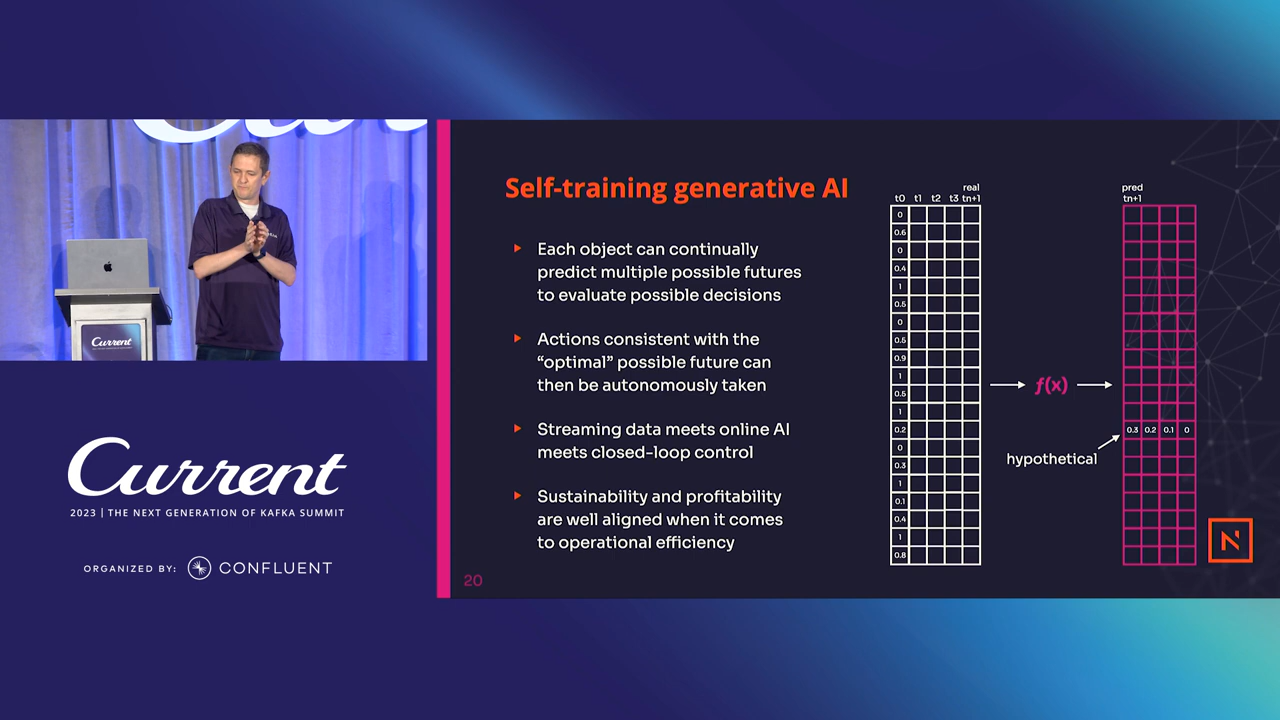 Current
Current
2023 | THE NEXT GENERATION OF KAFKA SUMMIT
ORGANIZED BY: CONFLUENT
Self-training generative AI
Each object can continually
predict multiple possible futures
to evaluate possible decisions
Actions consistent with the
“optimal” possible future can
then be autonomously taken
Streaming data meets online AI
meets closed-loop control
Sustainability and profitability
are well aligned when it comes
to operational efficiency
20
real
t0 t1 t2 t3 tn+1
0
0.6
0
0.4
1
0.5
0
0.5
0.9
1
0.5
1
0.2
0
0.3
1
0.1
0.4
1
0.8
f(x)
hypothetical
pred
tn+1
0.3 0.2 0.1 0
N